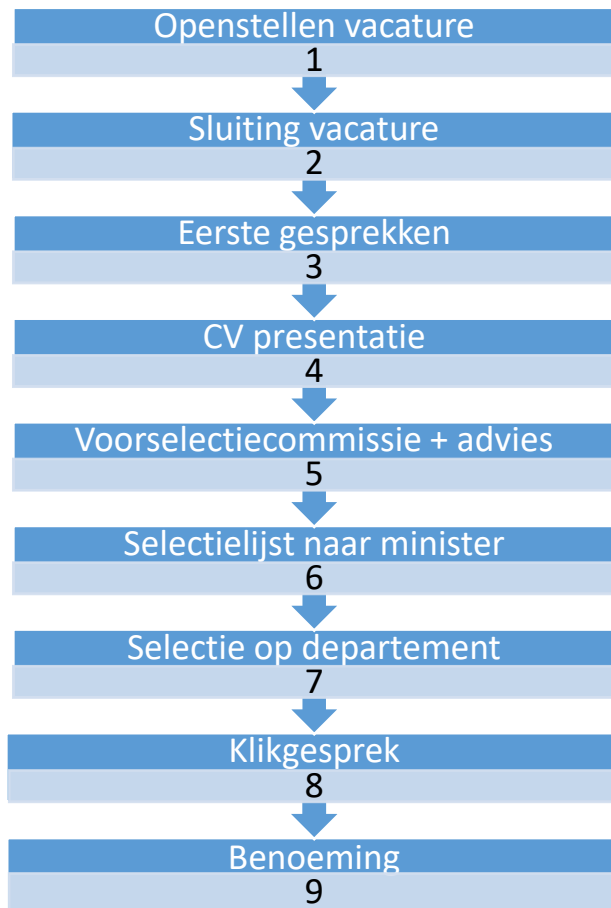 Openstellen vacature
1
Sluiting vacature
2
Eerste gesprekken
3
CV presentatie
4
Voorselectiecommissie + advies
5
Selectielijst naar minister
6
Selectie op departement
7
Klikgesprek
8
Benoeming
9